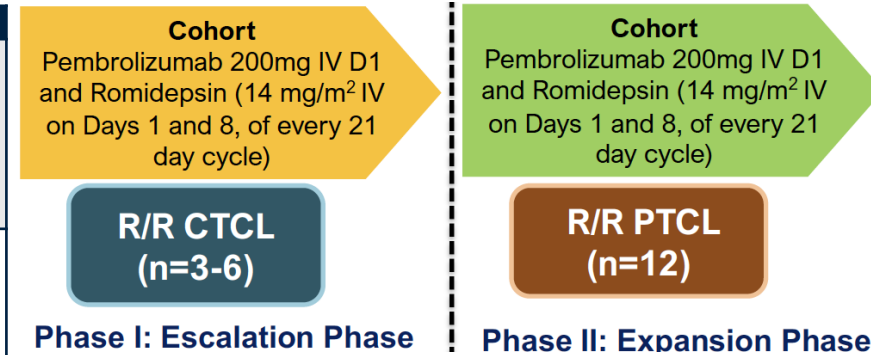 Cohort
Pembrolizumab 200mg IV D1
and Romidepsin (14 mg/m² IV
on Days 1 and 8, of every 21
day cycle)
R/R CTCL
(n=3-6)
Phase I: Escalation Phase
Cohort
Pembrolizumab 200mg IV D1
and Romidepsin (14 mg/m² IV
on Days 1 and 8, of every 21
day cycle)
R/R PTCL
(n=12)
Phase II: Expansion Phase